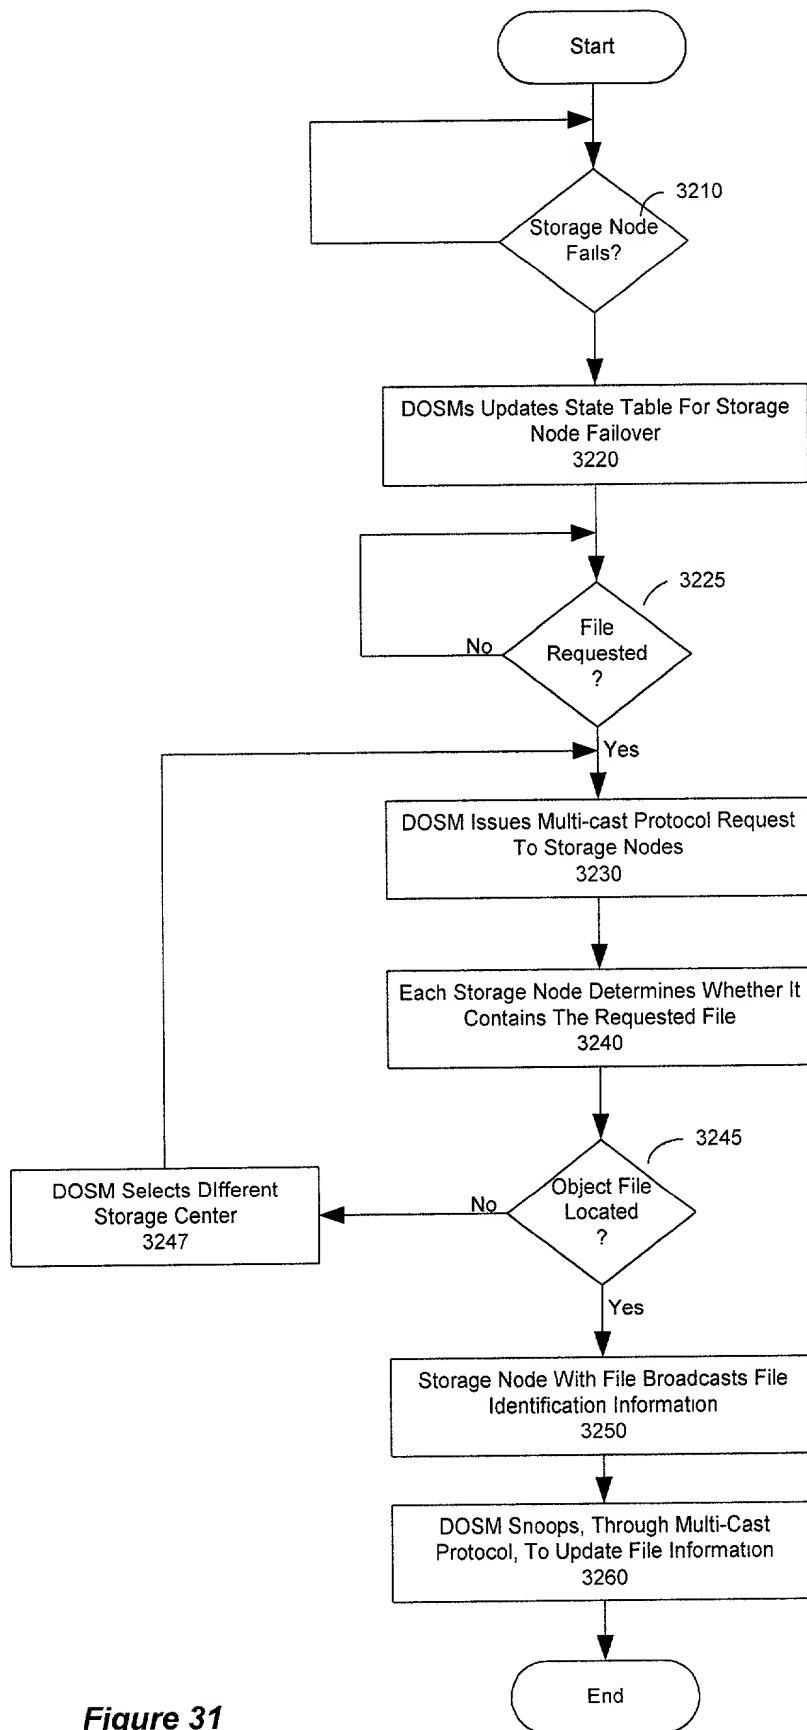 Start
3210
Storage Node
Fails?
DOSMs Updates State Table For Storage
Node Failover
3220
3225
File
Requested
?
No
Yes
DOSM Issues Multi-cast Protocol Request
To Storage Nodes
3230
Each Storage Node Determines Whether It
Contains The Requested File
3240
3245
Object File
Located
?
No
DOSM Selects Different
Storage Center
3247
Yes
Storage Node With File Broadcasts File
Identification Information
3250
DOSM Snoops, Through Multi-Cast
Protocol, To Update File Information
3260
End
Figure 31